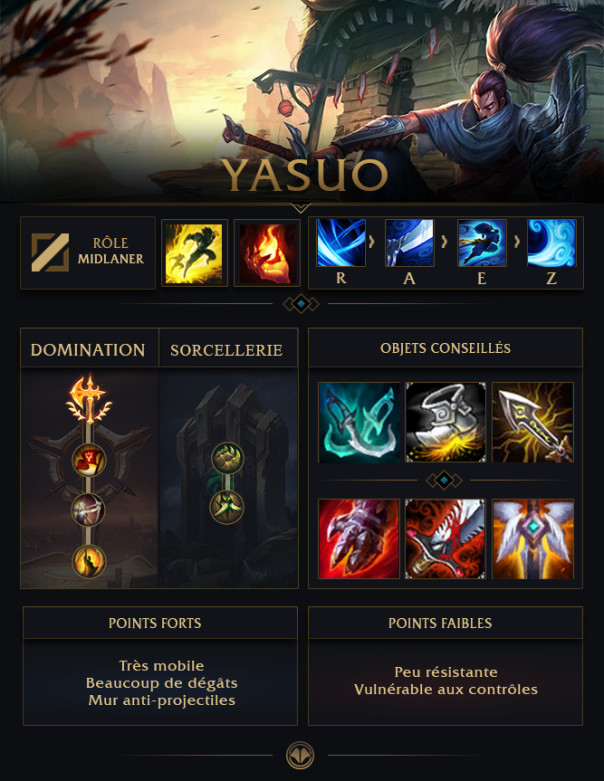 YASUO
RÔLE
MIDLANER
R
A
E
Z
DOMINATION
SORCELLERIE
OBJETS CONSEILLÉS
POINTS FORTS
Très mobile
Beaucoup de dégâts
Mur anti-projectiles
POINTS FAIBLES
Peu résistante
Vulnérable aux contrôles